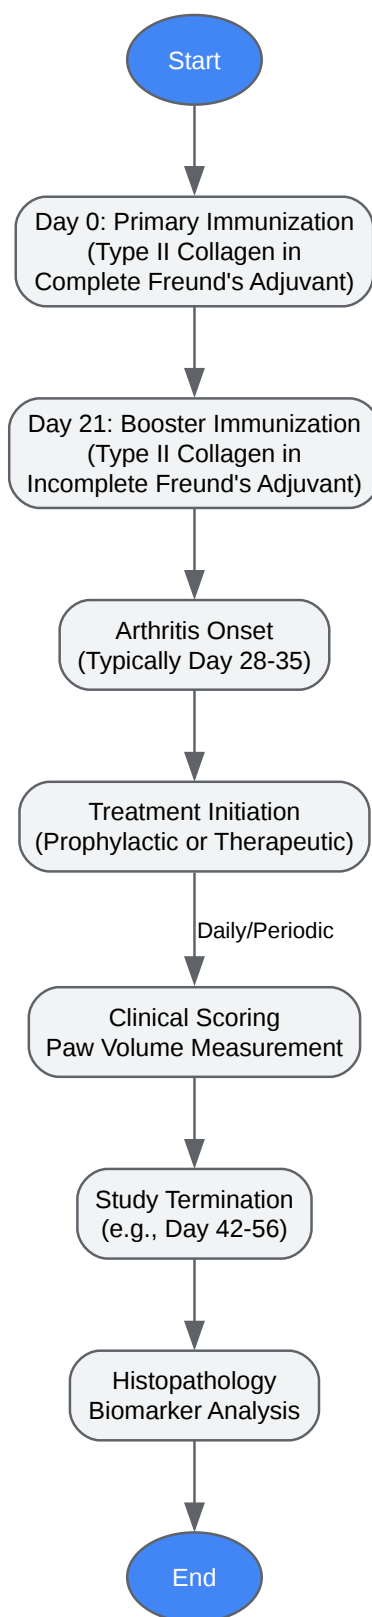 Start
Day 0: Primary Immunization
(Type II Collagen in
Complete Freund's Adjuvant)
Day 21: Booster Immunization
(Type II Collagen in
Incomplete Freund's Adjuvant)
Arthritis Onset
(Typically Day 28-35)
Treatment Initiation
(Prophylactic or Therapeutic)
Daily/Periodic
Clinical Scoring
Paw Volume Measurement
Study Termination
(e.g., Day 42-56)
Histopathology
Biomarker Analysis
End